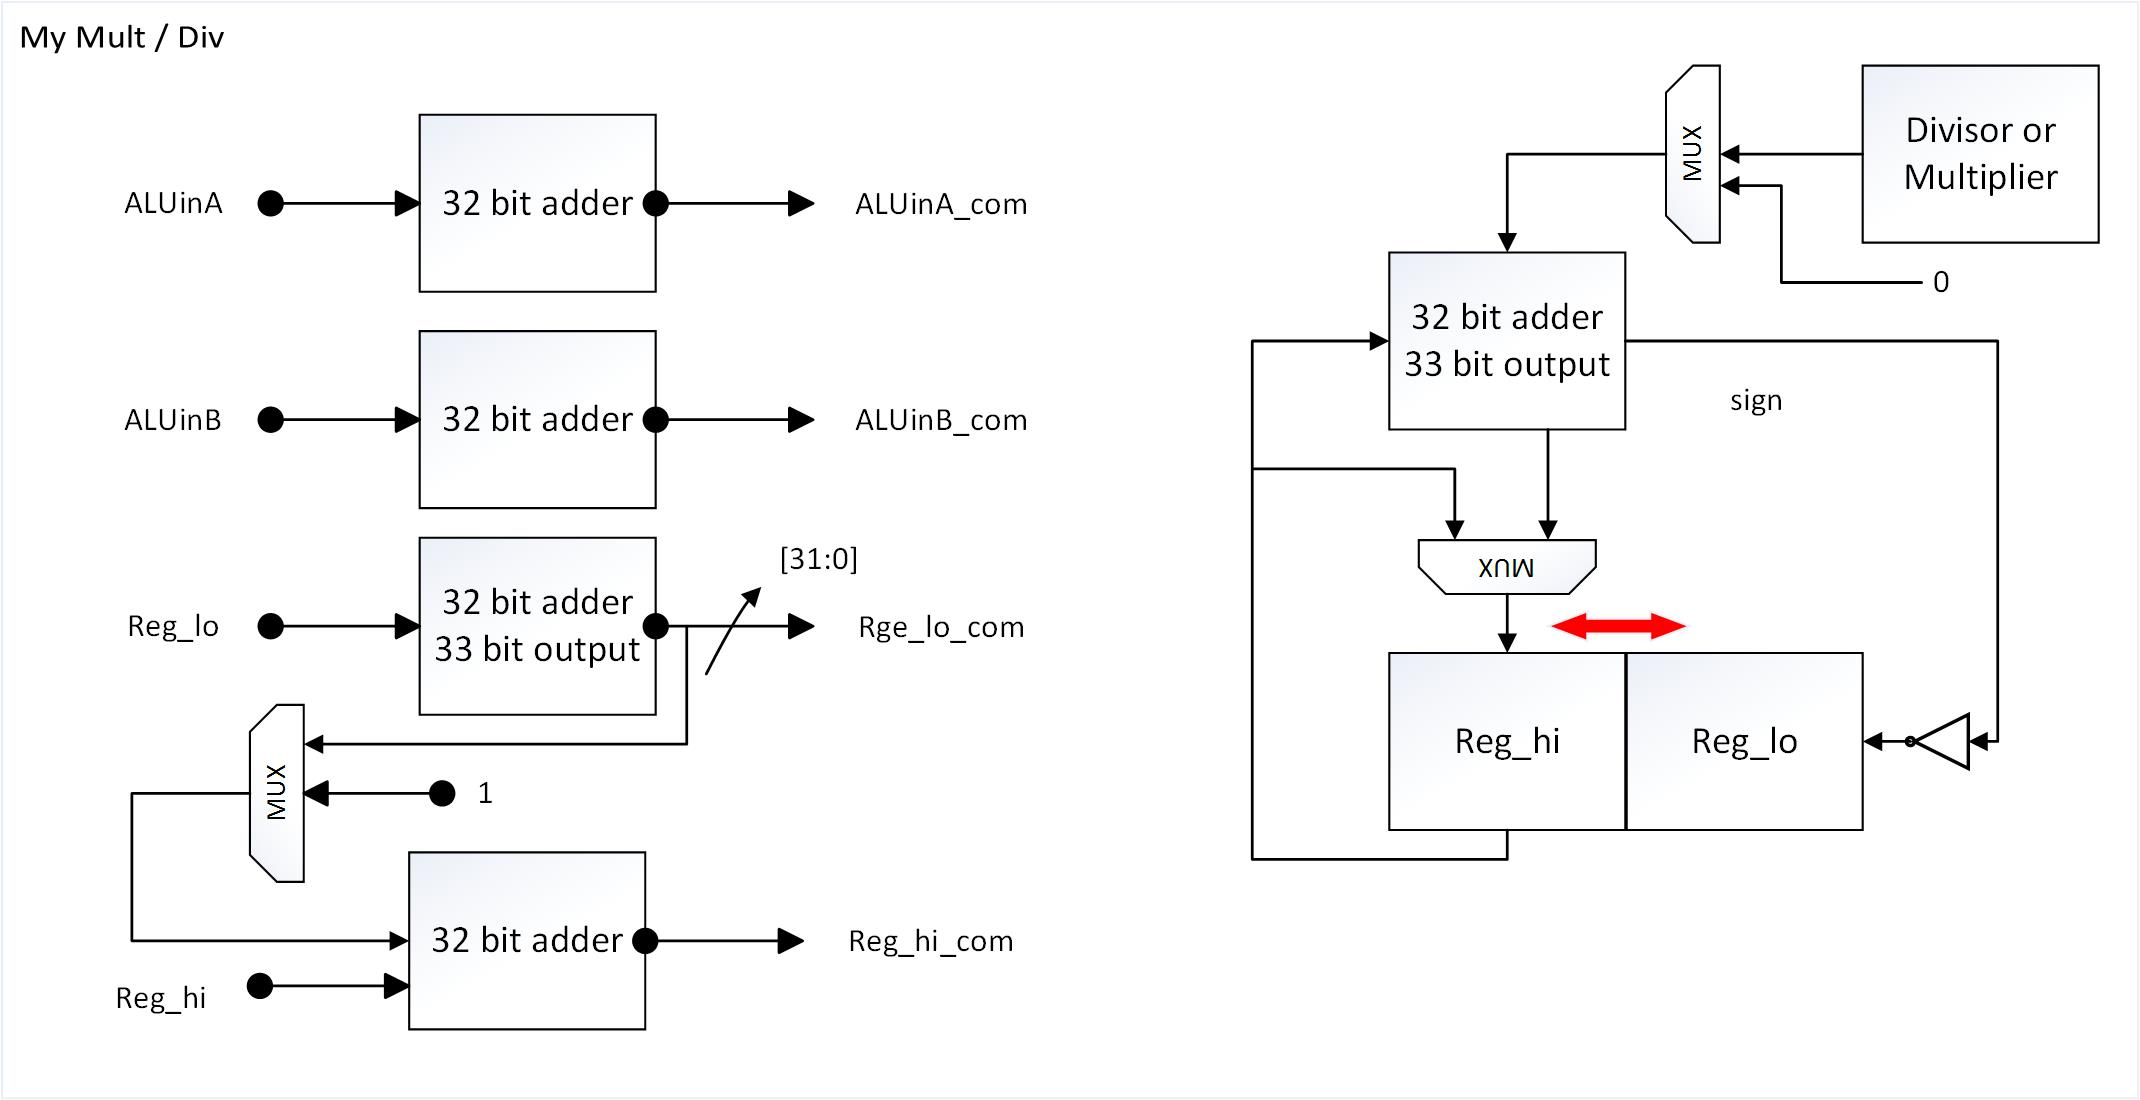 My Mult / Div
ALUinA
32 bit adder
ALUinA_com
ALUinB
32 bit adder
ALUinB_com
Reg_lo
32 bit adder
33 bit output
[31:0]
Rge_lo_com
MUX
1
32 bit adder
Reg_hi
Reg_hi_com
MUX
Divisor or
Multiplier
0
32 bit adder
33 bit output
sign
MUX
Reg_hi
Reg_lo